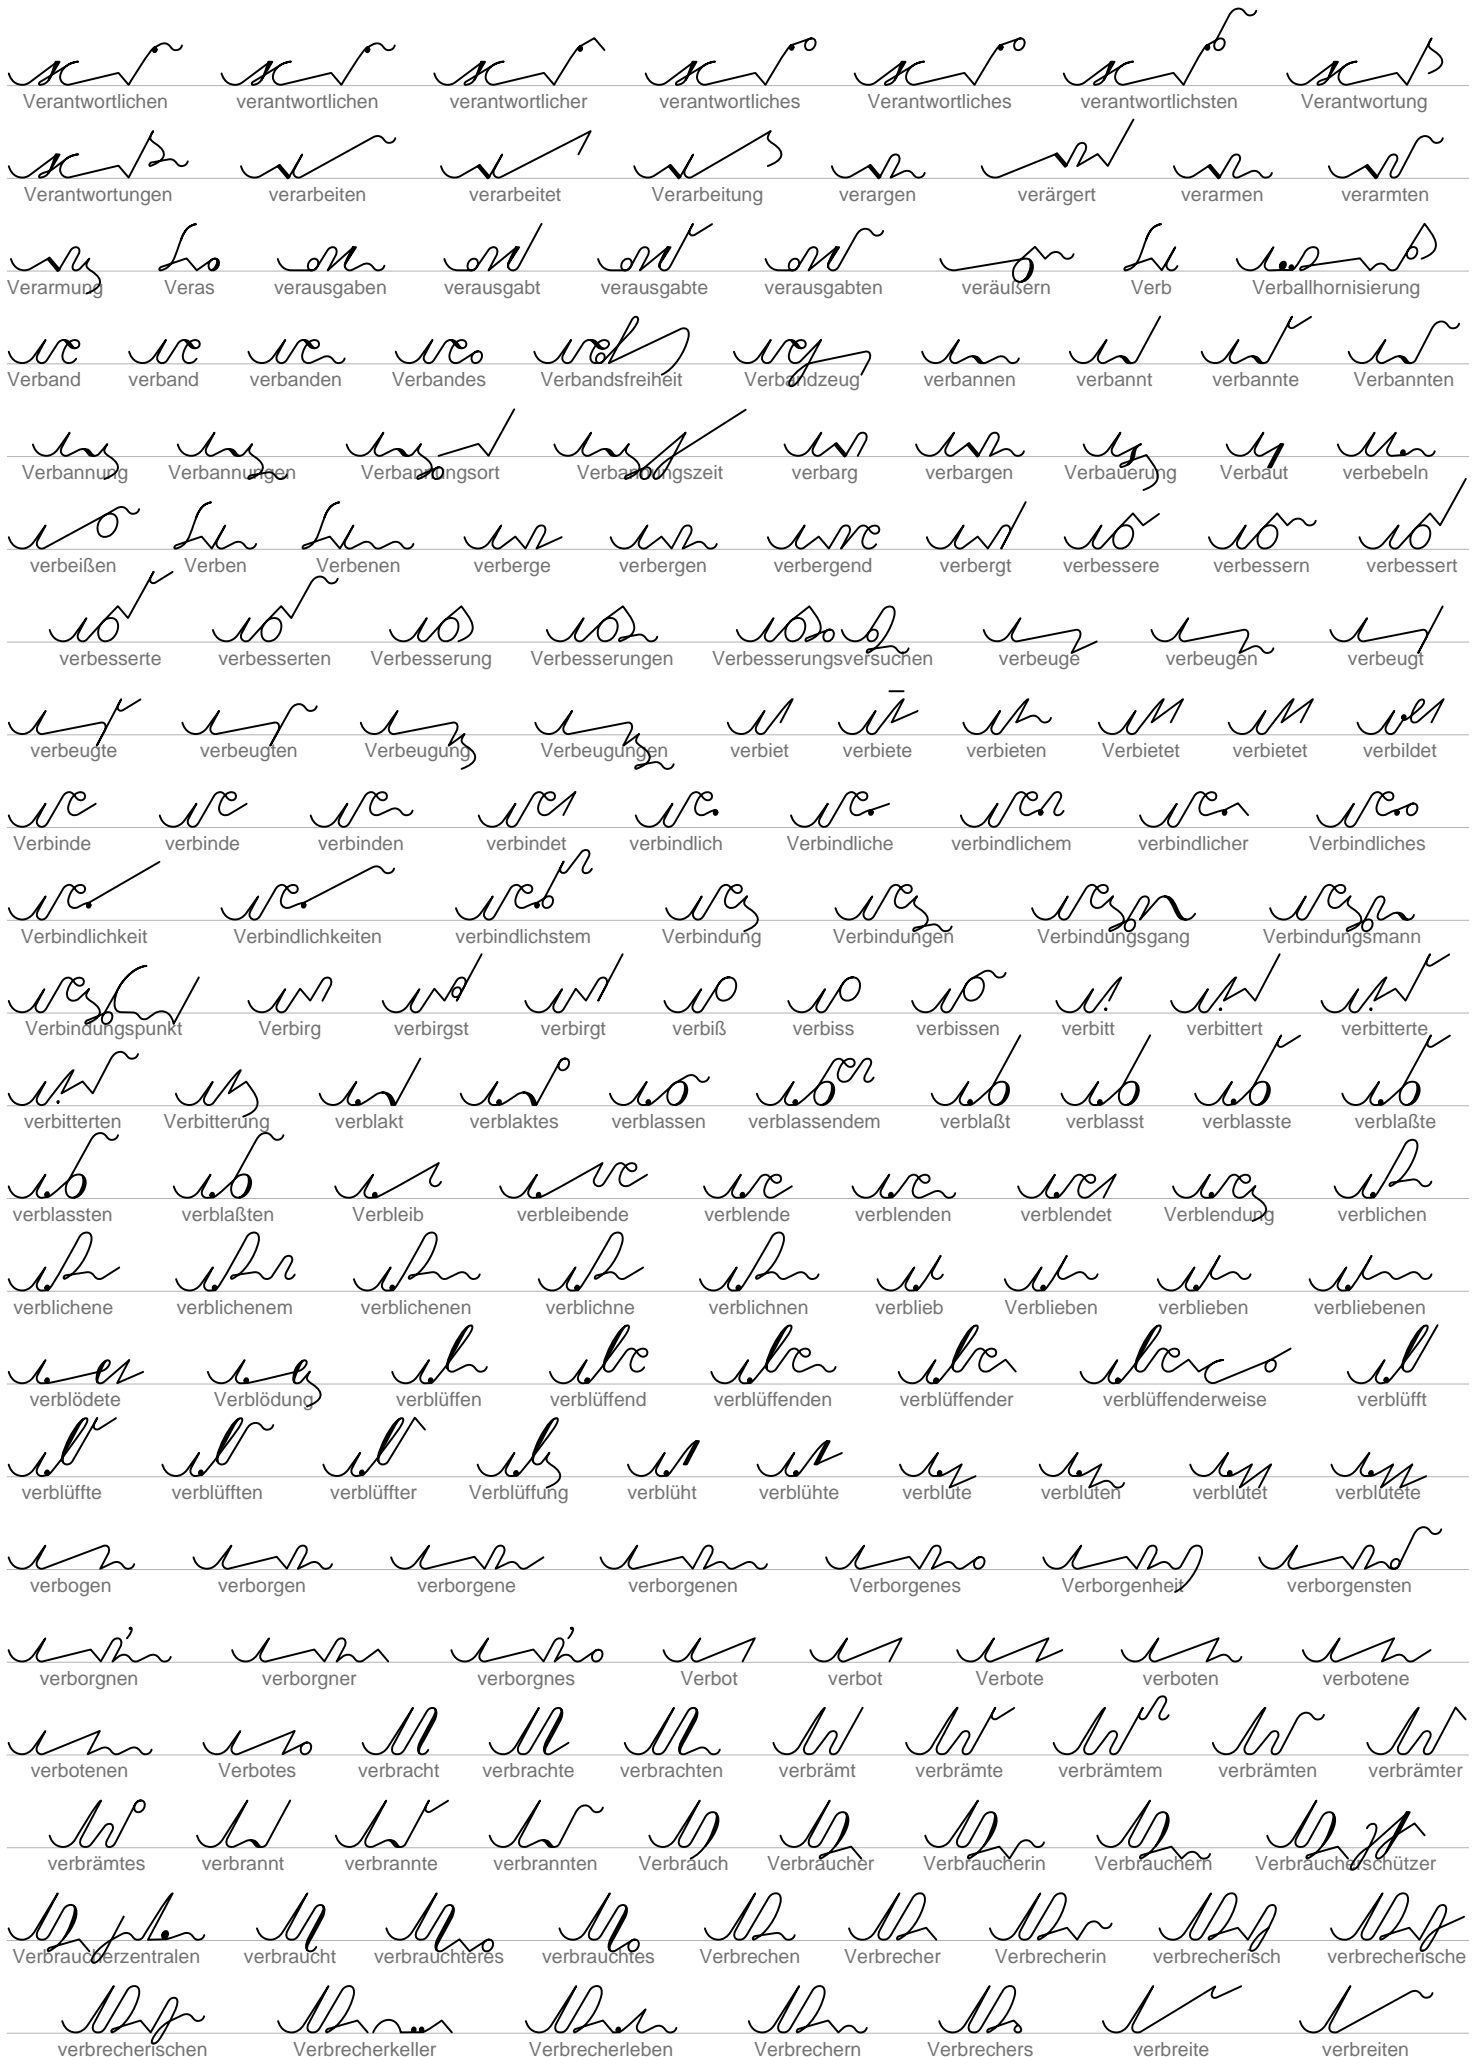 Verantwortlichen verantwortlichen verantwortlicher verantwortliches Verantwortliches verantwortlichsten Verantwortung
Verantwortungen verarbeiten verarbeitet Verarbeitung verargen verärgert verarmen verarmten
Verarmung Veras verausgaben verausgabt verausgabte verausgabten veräußern Verb Verballhornisierung
Verband verband verbanden Verbandes Verbandsfreiheit Verbandzeug verbannen verbannt verbannte Verbannten
Verbannung Verbannungen Verbannungsort Verbannungszeit verbarg verbargen Verbauerung Verbaut verbebeln
verbeißen Verben Verbenen verberge verbergen verbergend verbergt verbessere verbessern verbessert
verbesserte verbesserten Verbesserung Verbesserungen Verbesserungsversuchen verbeuge verbeugen verbeugt
verbeugte verbeugten Verbeugung Verbeugungen verbiet verbiete verbieten Verbietet verbietet verbildet
Verbinde verbinde verbinden verbindet verbindlich Verbindliche verbindlichem verbindlicher Verbindliches
Verbindlichkeit Verbindlichkeiten verbindlichstem Verbindung Verbindungen Verbindungsgang Verbindungsmann
Verbindungspunkt Verbirg verbirgst verbirgt verbiß verbiss verbissen verbitt verbittert verbitterte
verbitterten Verbitterung verblakt verblaktes verblassen verblassendem verblaßt verblasst verblasste verblaßte
verblassten verblaßten Verbleib verbleibende verblende verblenden verblendet Verblendung verblichen
verblichene verblichenem verblichenen verblichne verblichnen verblieb Verblieben verblieben verbliebenen
verblödete Verblödung verblüffen verblüffend verblüffenden verblüffender verblüffenderweise verblüfft
verblüffte verblüfften verblüffter Verblüffung verblüht verblühte verblute verbluten verblutet verblutete
verbogen verborgen verborgene verborgenen Verborgenes Verborgenheit verborgensten
verborgnen verborgner verborgnes Verbot verbot Verbote verboten verbotene
verbotenen Verbotes verbracht verbrachte verbrachten verbrämt verbrämte verbrämtem verbrämten verbrämter
verbrämtes verbrannt verbrannte verbrannten Verbrauch Verbraucher Verbraucherin Verbrauchern Verbraucherschützer
Verbraucherzentralen verbraucht verbrauchteres verbrauchtes Verbrechen Verbrecher Verbrecherin verbrecherisch verbrecherische
verbrecherischen Verbrecherkeller Verbrecherleben Verbrechern Verbrechers verbreite verbreiten